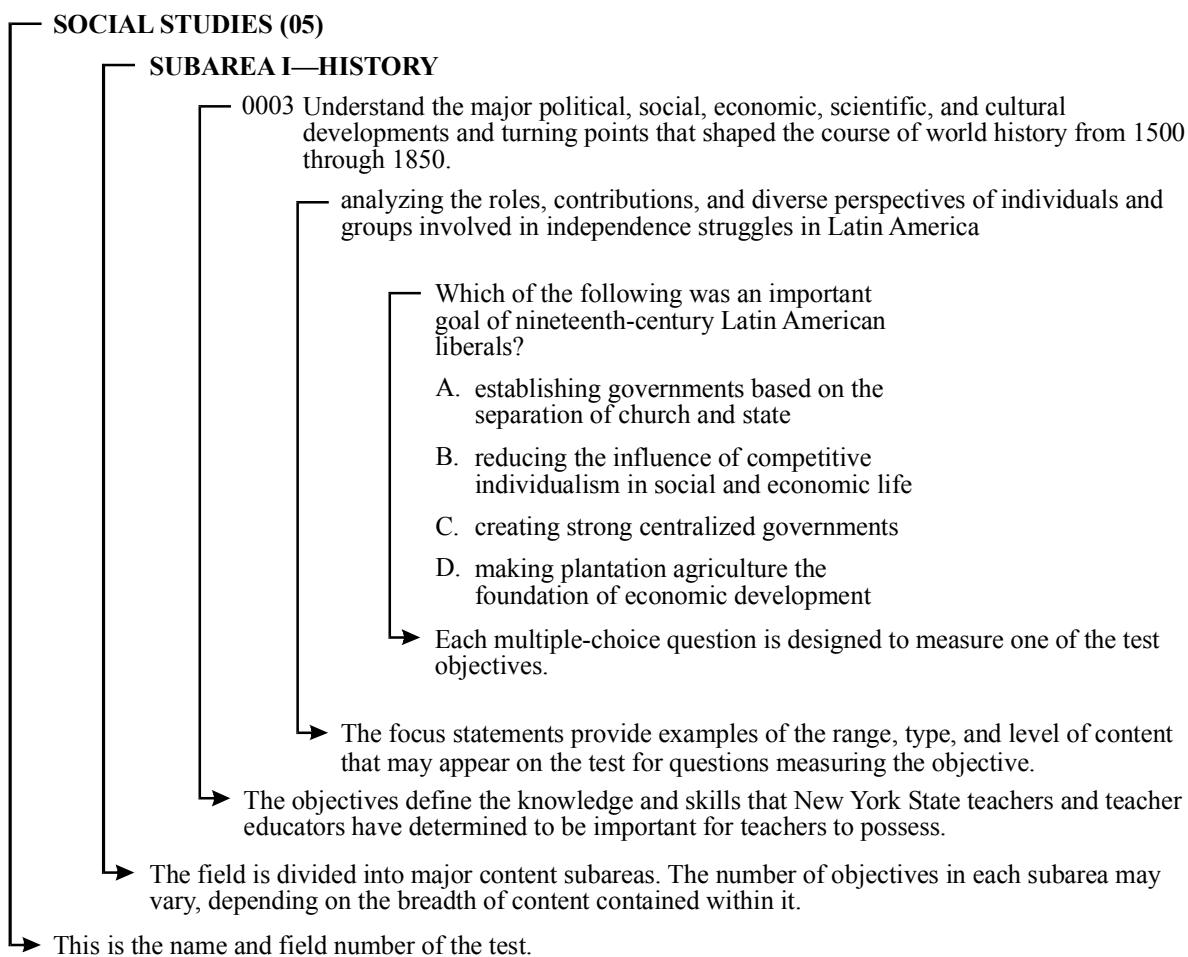 SOCIAL STUDIES (05)
SUBAREA I—HISTORY
0003 Understand the major political, social, economic, scientific, and cultural
developments and turning points that shaped the course of world history from 1500
through 1850.
analyzing the roles, contributions, and diverse perspectives of individuals and
groups involved in independence struggles in Latin America
Which of the following was an important
goal of nineteenth-century Latin American
liberals?
A. establishing governments based on the
separation of church and state
B. reducing the influence of competitive
individualism in social and economic life
C. creating strong centralized governments
D. making plantation agriculture the
foundation of economic development
Each multiple-choice question is designed to measure one of the test
objectives.
The focus statements provide examples of the range, type, and level of content
that may appear on the test for questions measuring the objective.
The objectives define the knowledge and skills that New York State teachers and teacher
educators have determined to be important for teachers to possess.
The field is divided into major content subareas. The number of objectives in each subarea may
vary, depending on the breadth of content contained within it.
This is the name and field number of the test.